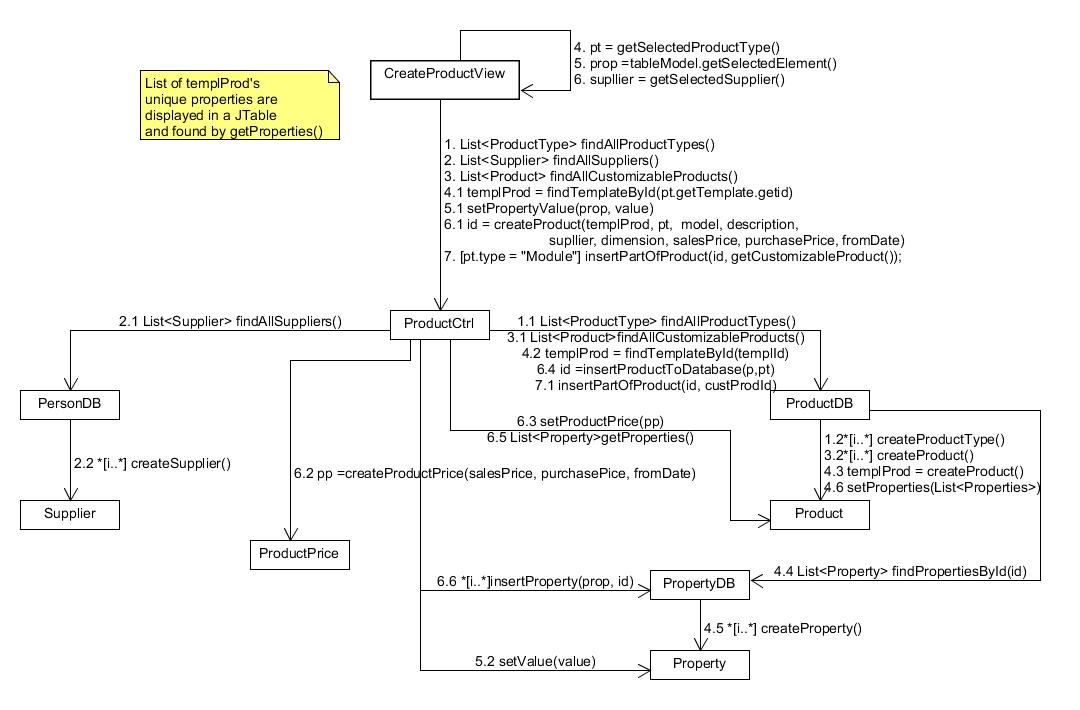 4. pt = getSelectedProductType()
5. prop =tableModel.getSelectedElement()
6. supllier = getSelectedSupplier()
CreateProductView
List of templProd's
unique properties are
displayed in a JTable
and found by getProperties()
1. List<ProductType> findAllProductTypes()
2. List<Supplier> findAllSuppliers()
3. List<Product> findAllCustomizableProducts()
4.1 templProd = findTemplateById(pt.getTemplate.getid)
5.1 setPropertyValue(prop, value)
6.1 id = createProduct(templProd, pt,  model, description,
supllier, dimension, salesPrice, purchasePrice, fromDate)
7. [pt.type = "Module"] insertPartOfProduct(id, getCustomizableProduct());
2.1 List<Supplier> findAllSuppliers()
ProductCtrl
1.1 List<ProductType> findAllProductTypes()
3.1 List<Product>findAllCustomizableProducts()
4.2 templProd = findTemplateById(templId)
6.4 id =insertProductToDatabase(p,pt)
7.1 insertPartOfProduct(id, custProdId)
PersonDB
ProductDB
6.3 setProductPrice(pp)
6.5 List<Property>getProperties()
1.2*[i..*] createProductType()
3.2*[i..*] createProduct()
4.3 templProd = createProduct()
4.6 setProperties(List<Properties>)
2.2 *[i..*] createSupplier()
6.2 pp =createProductPrice(salesPrice, purchasePice, fromDate)
Supplier
Product
ProductPrice
4.4 List<Property> findPropertiesById(id)
6.6 *[i..*]insertProperty(prop, id)
PropertyDB
4.5 *[i..*] createProperty()
5.2 setValue(value)
Property